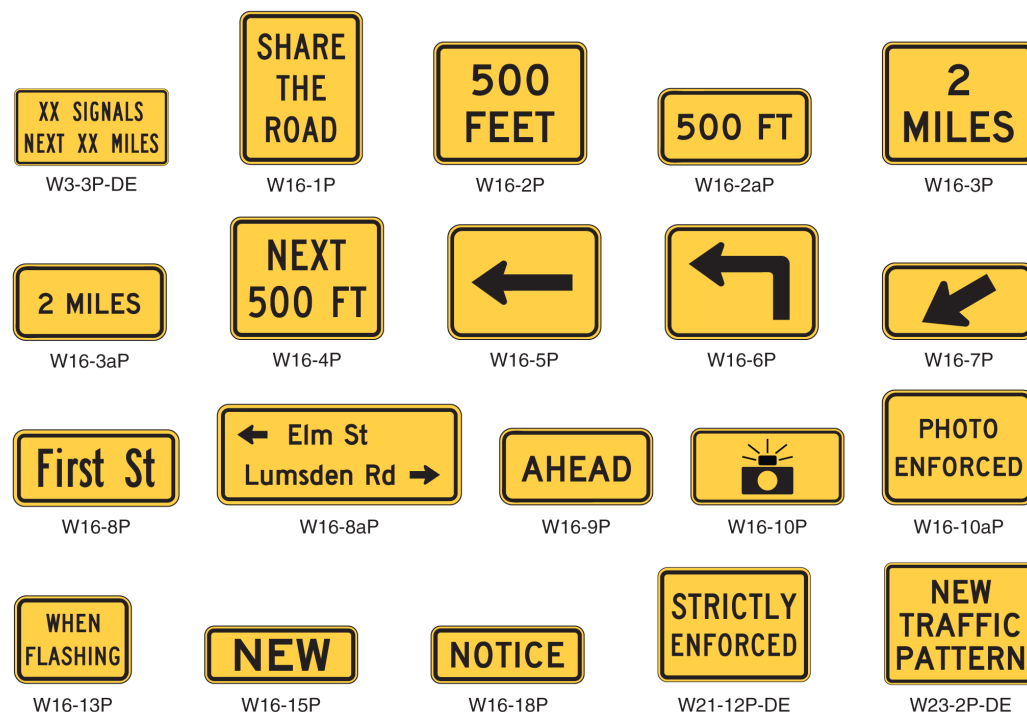 XX SIGNALS
NEXT XX MILES
W3-3P-DE
SHARE
THE
ROAD
W16-1P
500
FEET
W16-2P
500 FT
W16-2aP
2
MILES
W16-3P
2 MILES
W16-3aP
NEXT
500 FT
W16-4P
W16-5P
W16-6P
W16-7P
First St
W16-8P
Elm St
Lumsden Rd
W16-8aP
AHEAD
W16-9P
W16-10P
PHOTO
ENFORCED
W16-10aP
WHEN
FLASHING
W16-13P
NEW
W16-15P
NOTICE
W16-18P
STRICTLY
ENFORCED
W21-12P-DE
NEW
TRAFFIC
PATTERN
W23-2P-DE